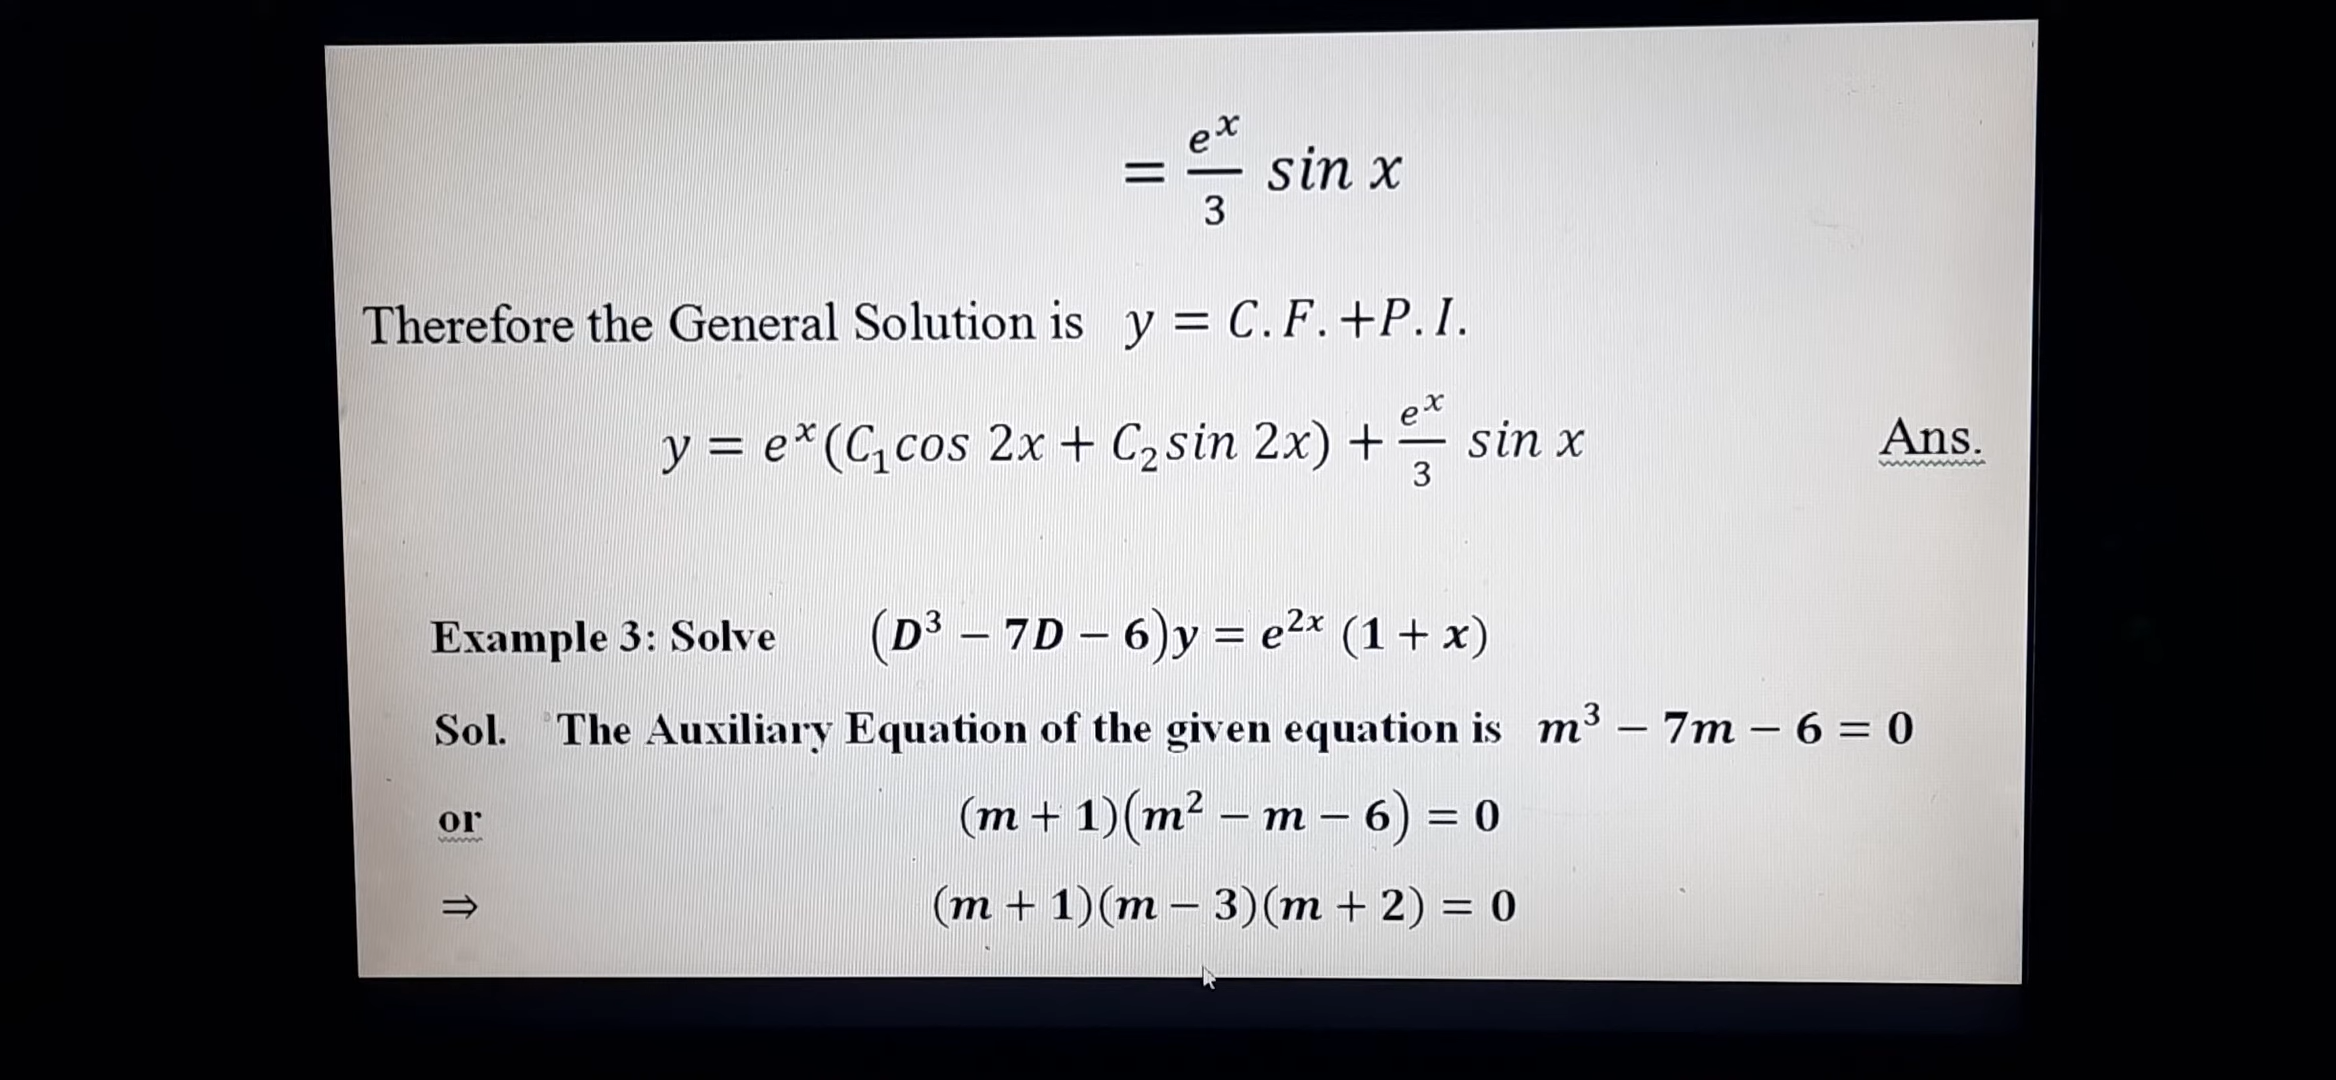 = e^x/3 sin x
Therefore the General Solution is y = C.F.+P.I.
y = e^x(C₁cos 2x + C₂sin 2x) + e^x/3 sin x Ans.
Example 3: Solve (D³ − 7D − 6)y = e^{2x} (1 + x)
Sol. The Auxiliary Equation of the given equation is m³ − 7m − 6 = 0
or (m + 1)(m² − m − 6) = 0
⇒ (m + 1)(m − 3)(m + 2) = 0